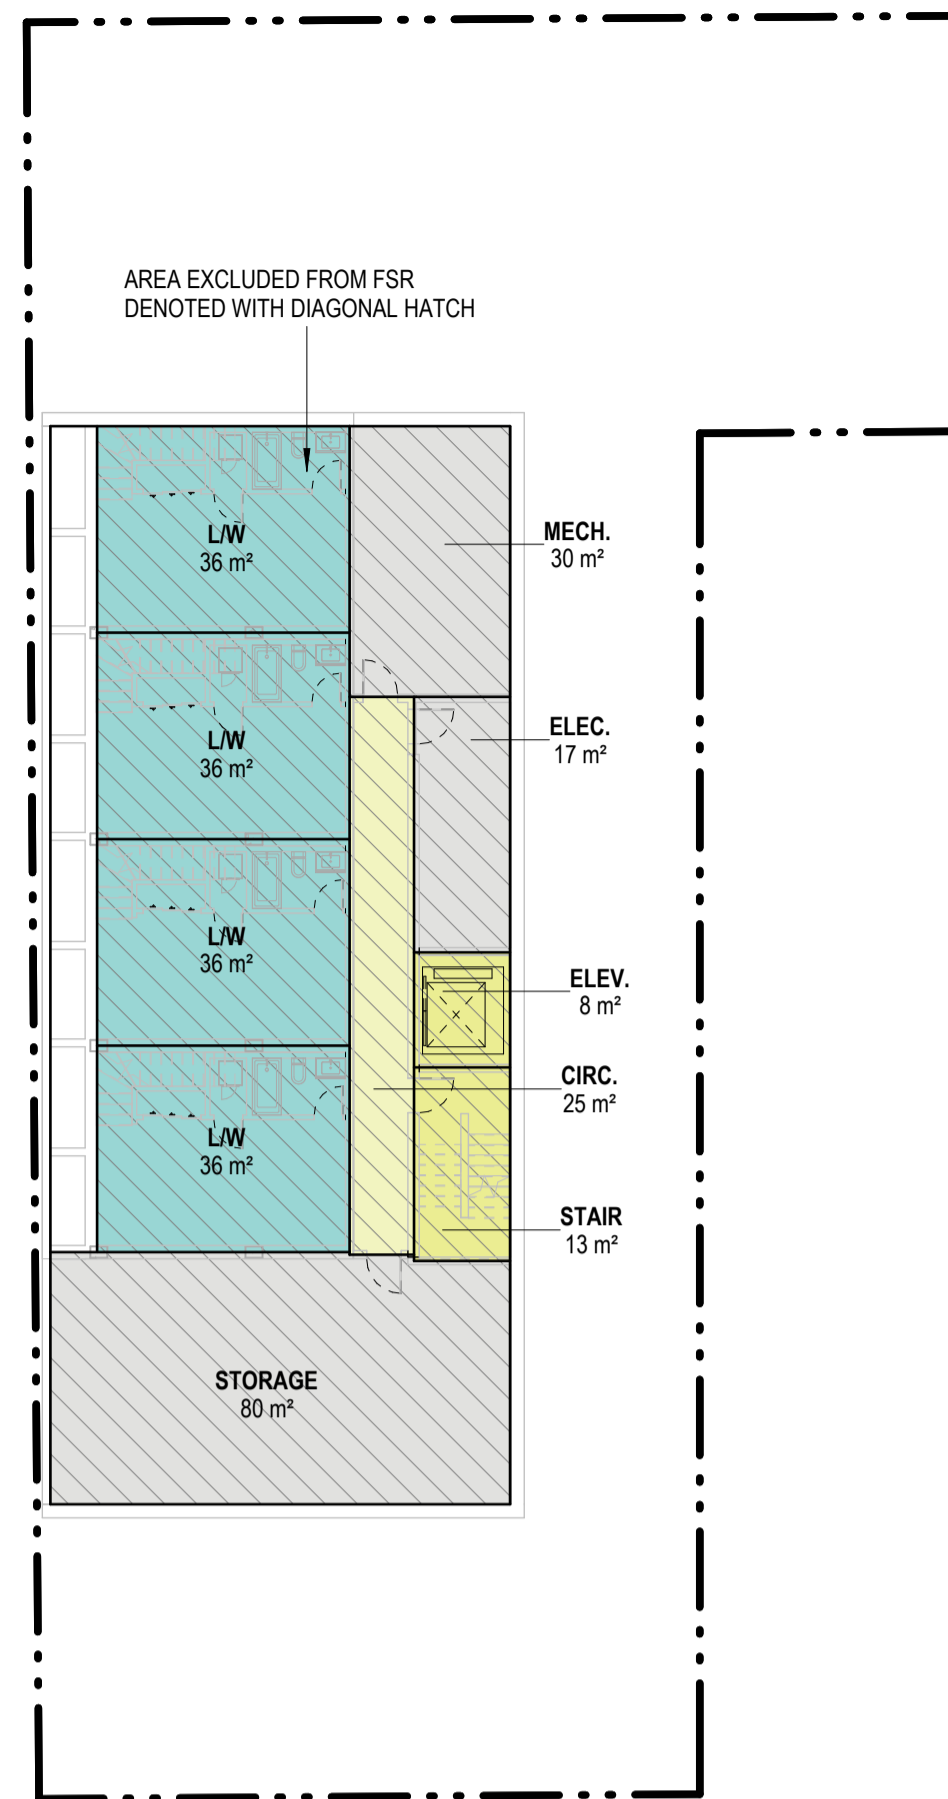 AREA EXCLUDED FROM FSR
DENOTED WITH DIAGONAL HATCH
L/W
36 m²
MECH.
30 m²
L/W
36 m²
ELEC.
17 m²
L/W
36 m²
ELEV.
8 m²
CIRC.
25 m²
L/W
36 m²
STAIR
13 m²
STORAGE
80 m²